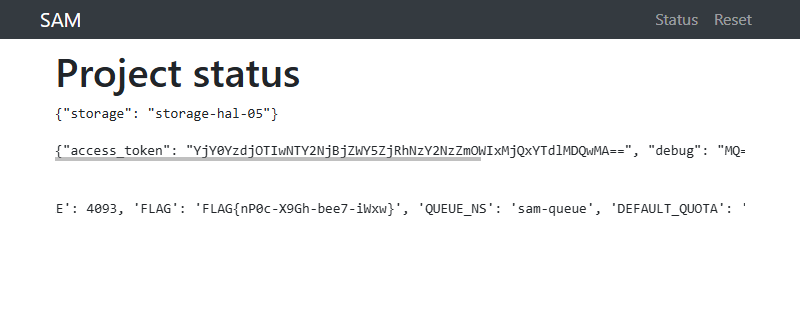 SAM Status Reset
Project status
{"storage": "storage-hal-05"}
{"access_token": "YjY0YzdjOTIwNTY2NjBjZWY5ZjRhNzY2NzZmOWIxMjQxYTdlMDQwMA==", "debug": "MQ=
E': 4093, 'FLAG': 'FLAG{nP0c-X9Gh-bee7-iWxw}', 'QUEUE_NS': 'sam-queue', 'DEFAULT_QUOTA': '